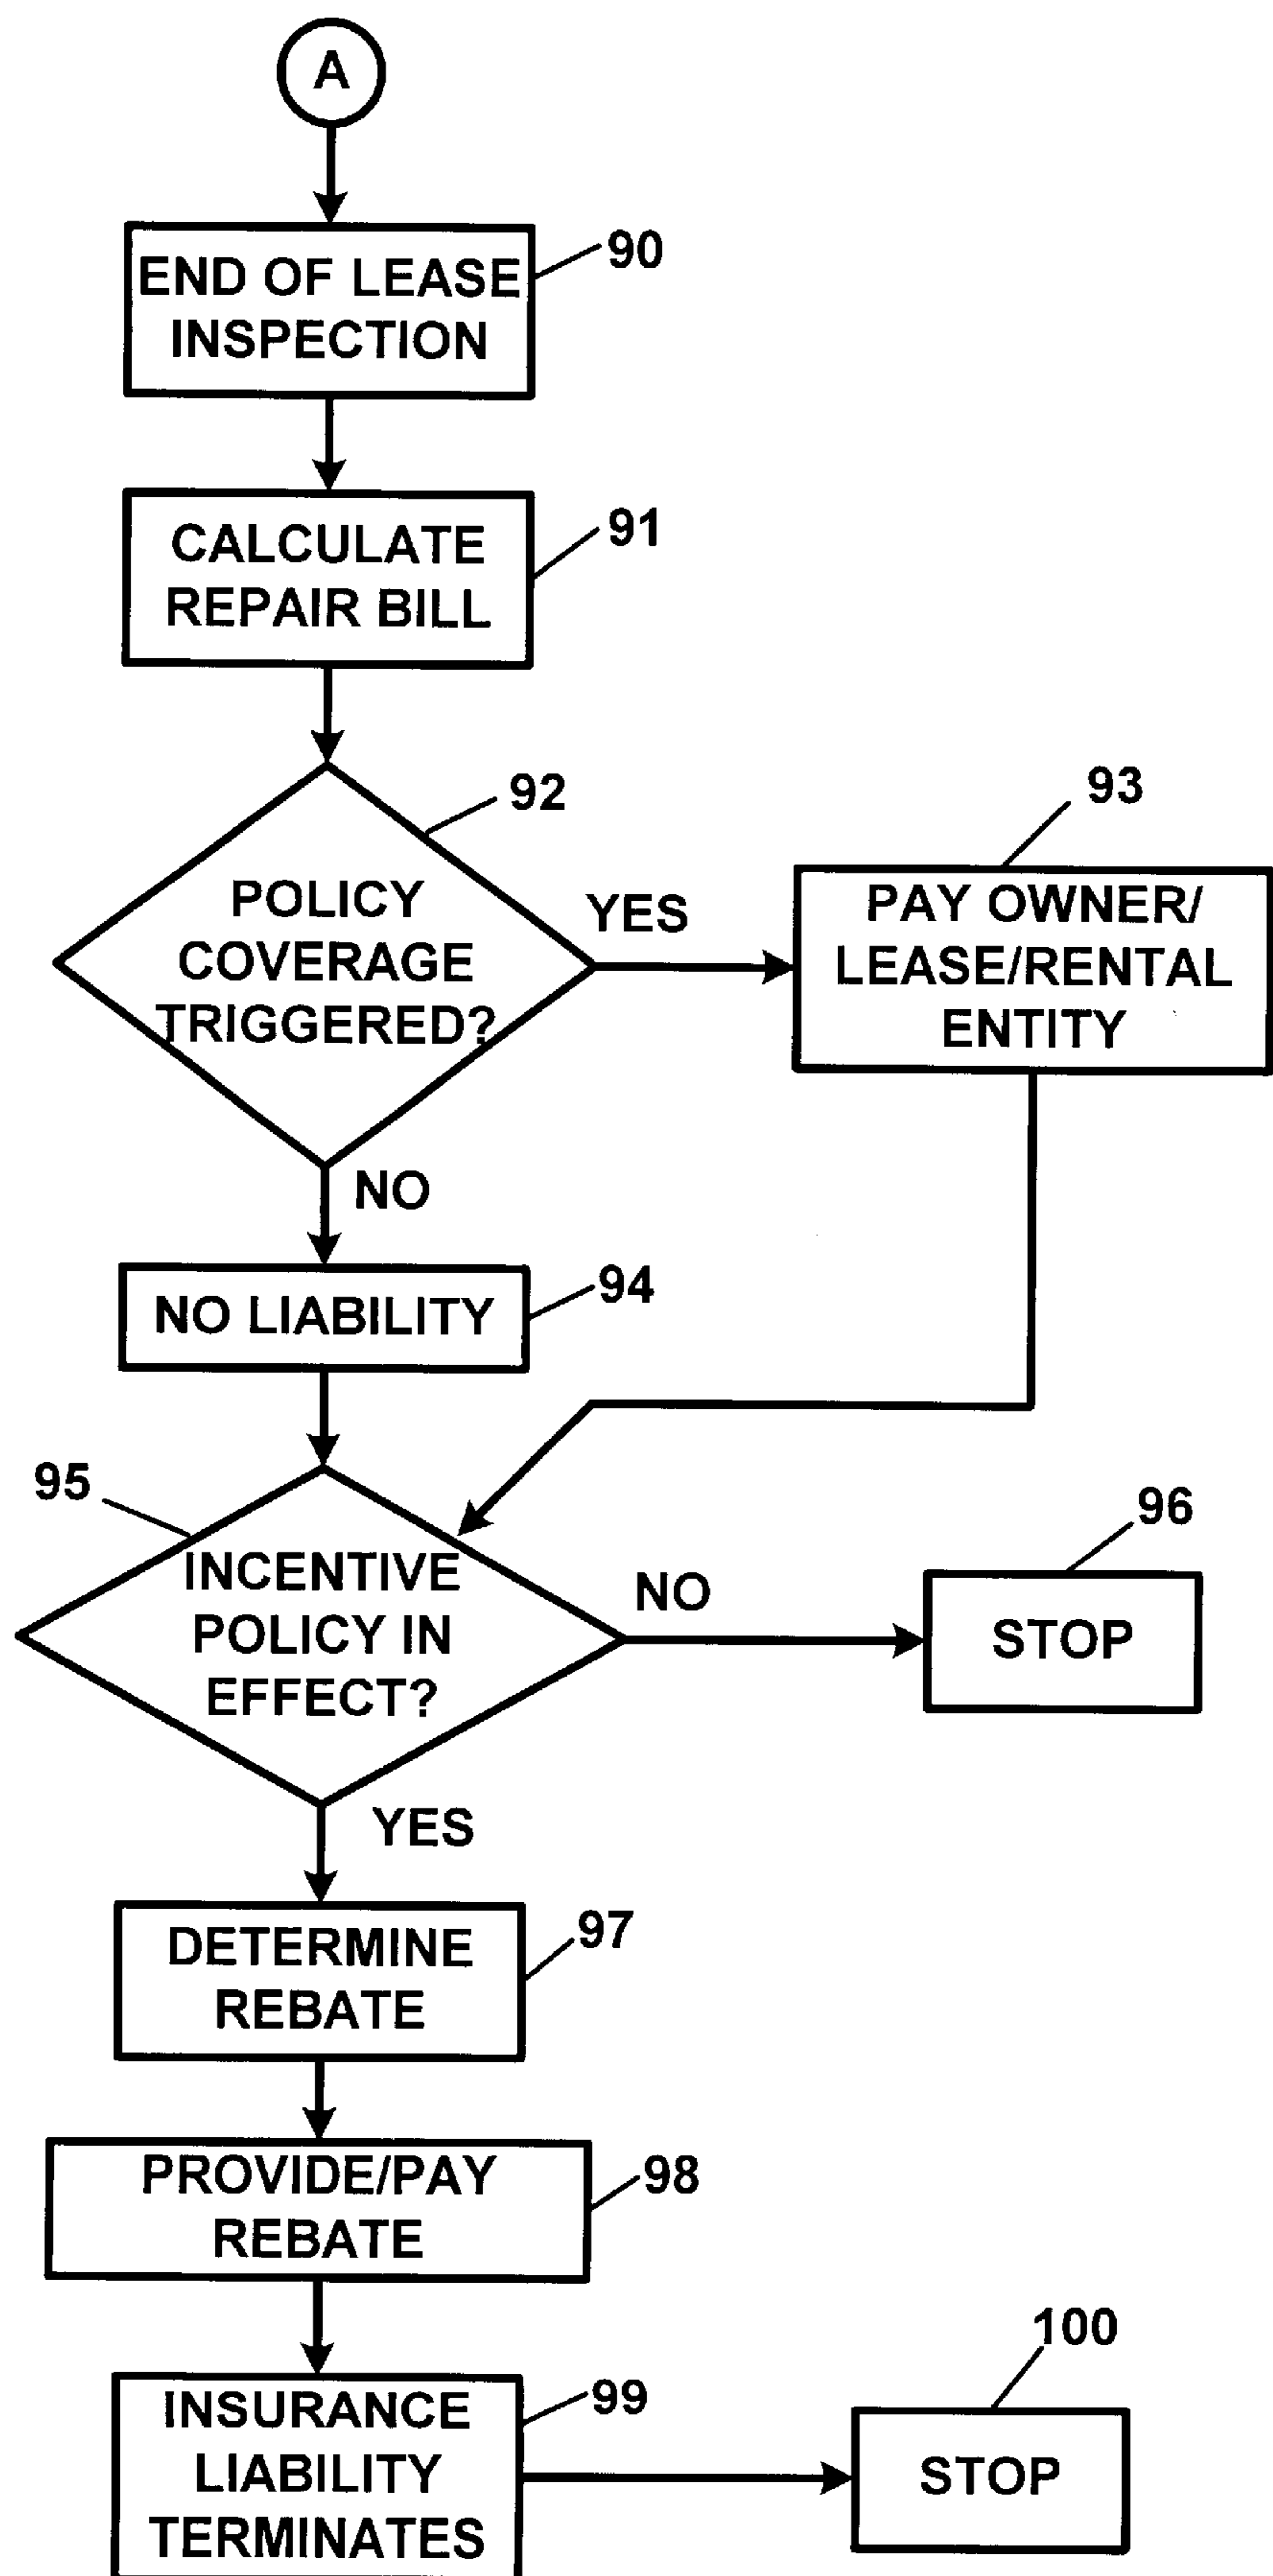 A
90
END OF LEASE
INSPECTION
91
CALCULATE
REPAIR BILL
92
POLICY
COVERAGE
TRIGGERED?
YES
93
PAY OWNER/
LEASE/RENTAL
ENTITY
NO
94
NO LIABILITY
95
INCENTIVE
POLICY IN
EFFECT?
NO
96
STOP
YES
97
DETERMINE
REBATE
98
PROVIDE/PAY
REBATE
99
INSURANCE
LIABILITY
TERMINATES
100
STOP